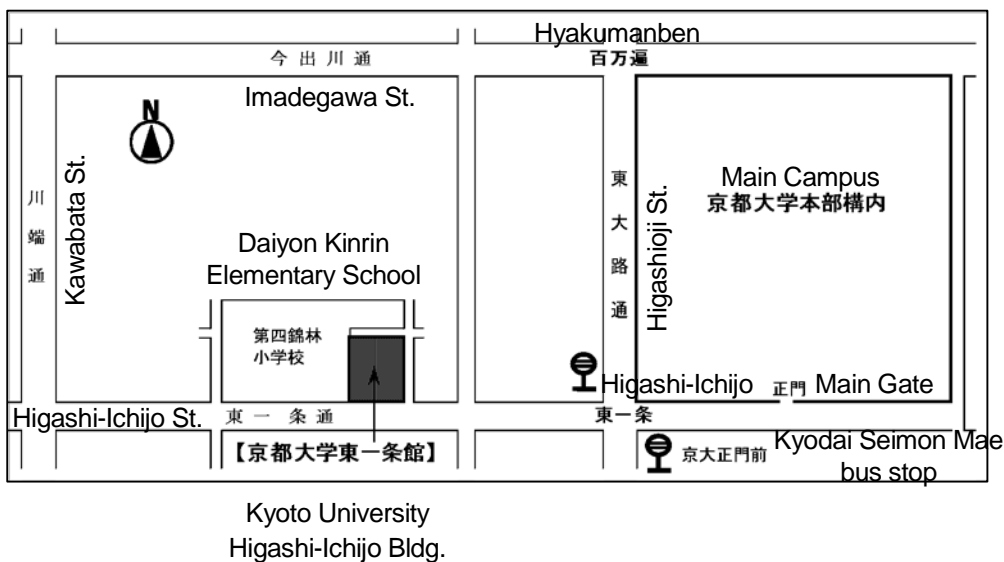 Hyakumanben
今出川通
百万遍
Imadegawa St.
N
川端通
Kawabata St.
東大路通
Higashioji St.
Main Campus
京都大学本部構内
Daiyon Kinrin
Elementary School
第四錦林
小学校
Higashi-Ichijo
正門 Main Gate
Higashi-Ichijo St.
東一条通
東一条
【京都大学東一条館】
京大正門前
Kyodai Seimon Mae
bus stop
Kyoto University
Higashi-Ichijo Bldg.